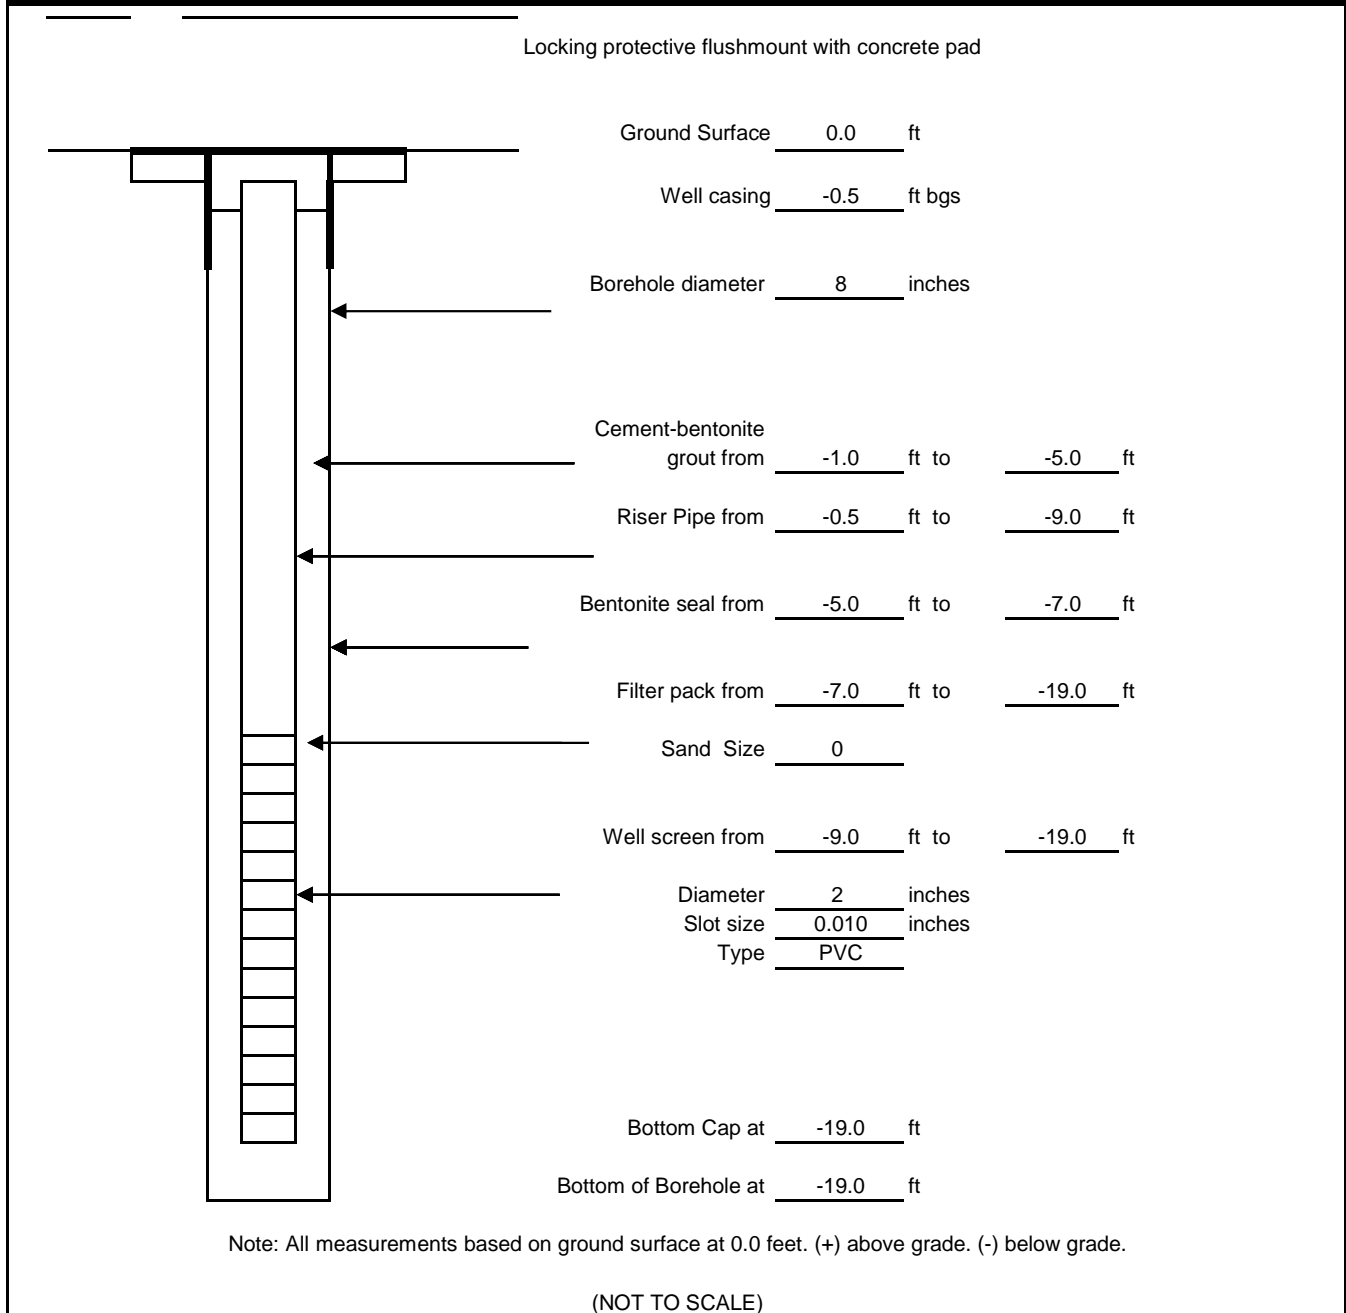 Locking protective flushmount with concrete pad
Ground Surface 0.0 ft
Well casing -0.5 ft bgs
Borehole diameter 8 inches
Cement-bentonite
grout from -1.0 ft to -5.0 ft
Riser Pipe from -0.5 ft to -9.0 ft
Bentonite seal from -5.0 ft to -7.0 ft
Filter pack from -7.0 ft to -19.0 ft
Sand Size 0
Well screen from -9.0 ft to -19.0 ft
Diameter 2 inches
Slot size 0.010 inches
Type PVC
Bottom Cap at -19.0 ft
Bottom of Borehole at -19.0 ft
Note: All measurements based on ground surface at 0.0 feet. (+) above grade. (-) below grade.
(NOT TO SCALE)